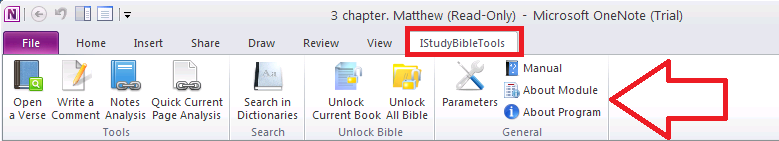 3 chapter. Matthew (Read-Only) - Microsoft OneNote (Trial)
File Home Insert Share Draw Review View IStudyBibleTools
Open a Verse
Write a Comment
Notes Analysis
Quick Current Page Analysis
Tools
Aa
Search in Dictionaries
Search
Unlock Current Book
Unlock All Bible
Unlock Bible
Parameters
Manual
About Module
About Program
General